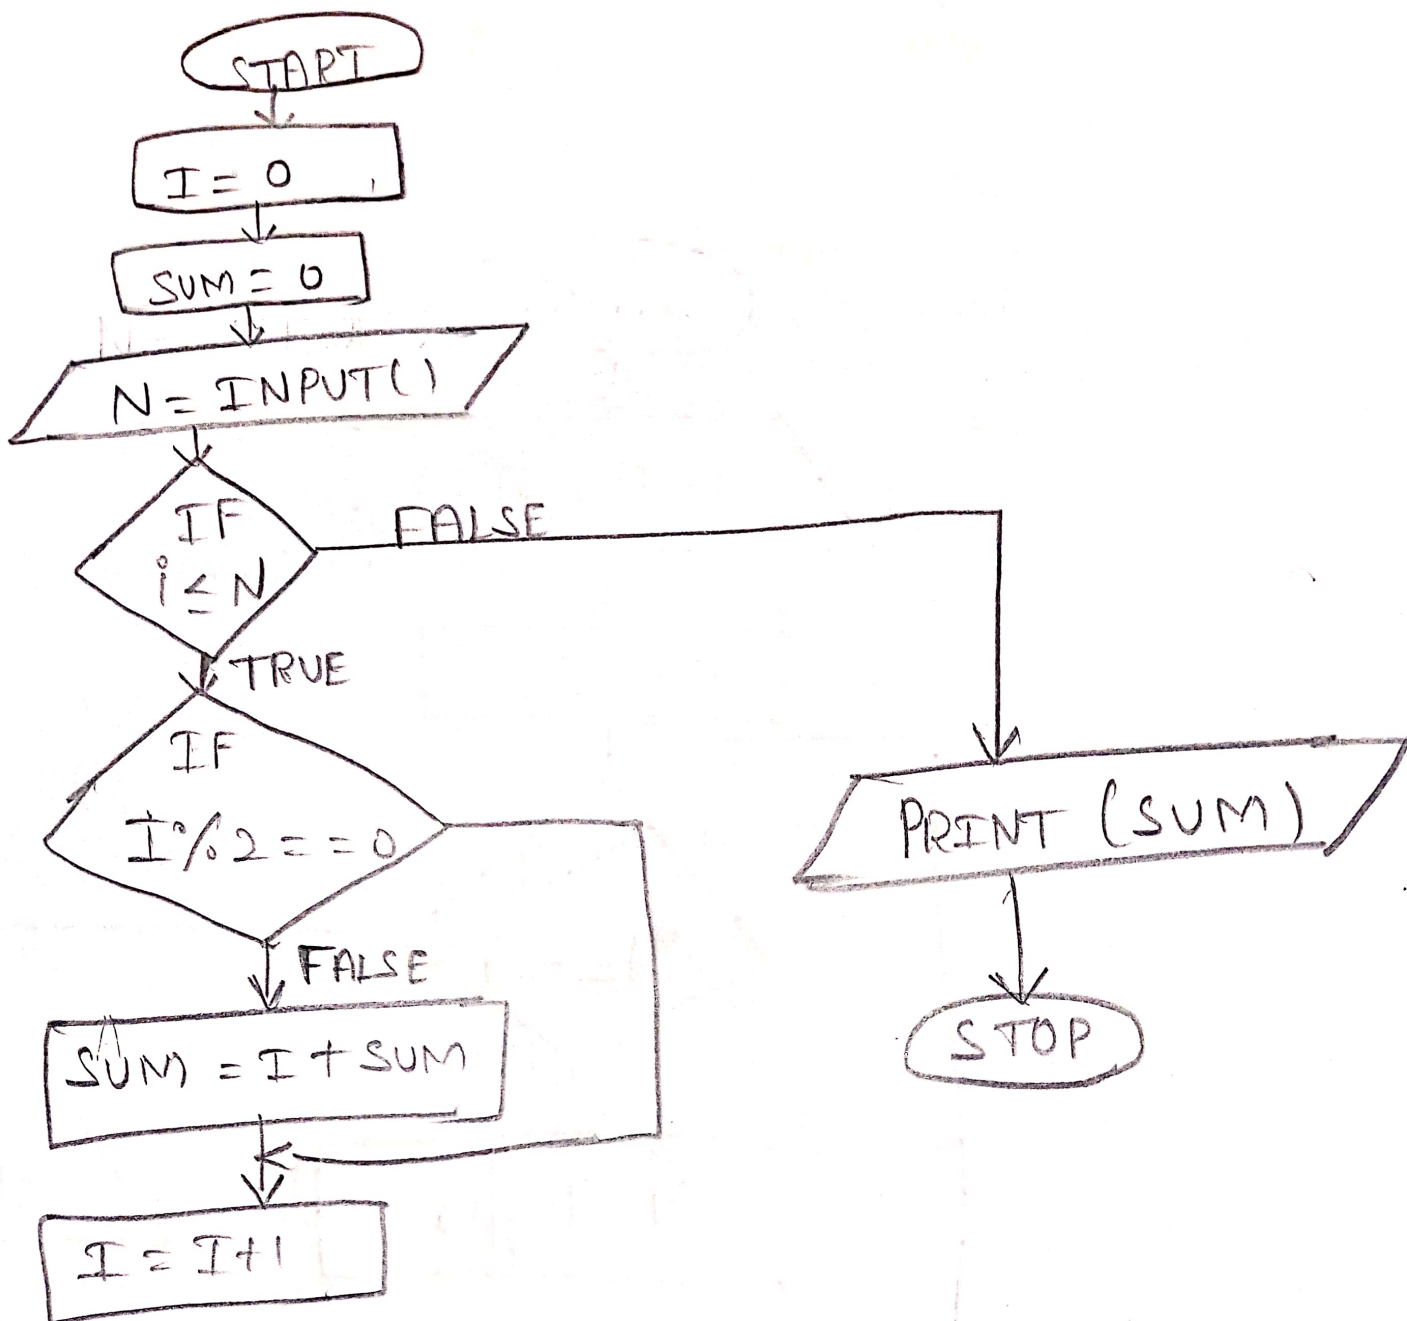 START
I = 0
SUM = 0
N = INPUT()
IF
i ≤ N
FALSE
TRUE
IF
I % 2 = = 0
FALSE
SUM = I + SUM
I = I + 1
PRINT (SUM)
STOP